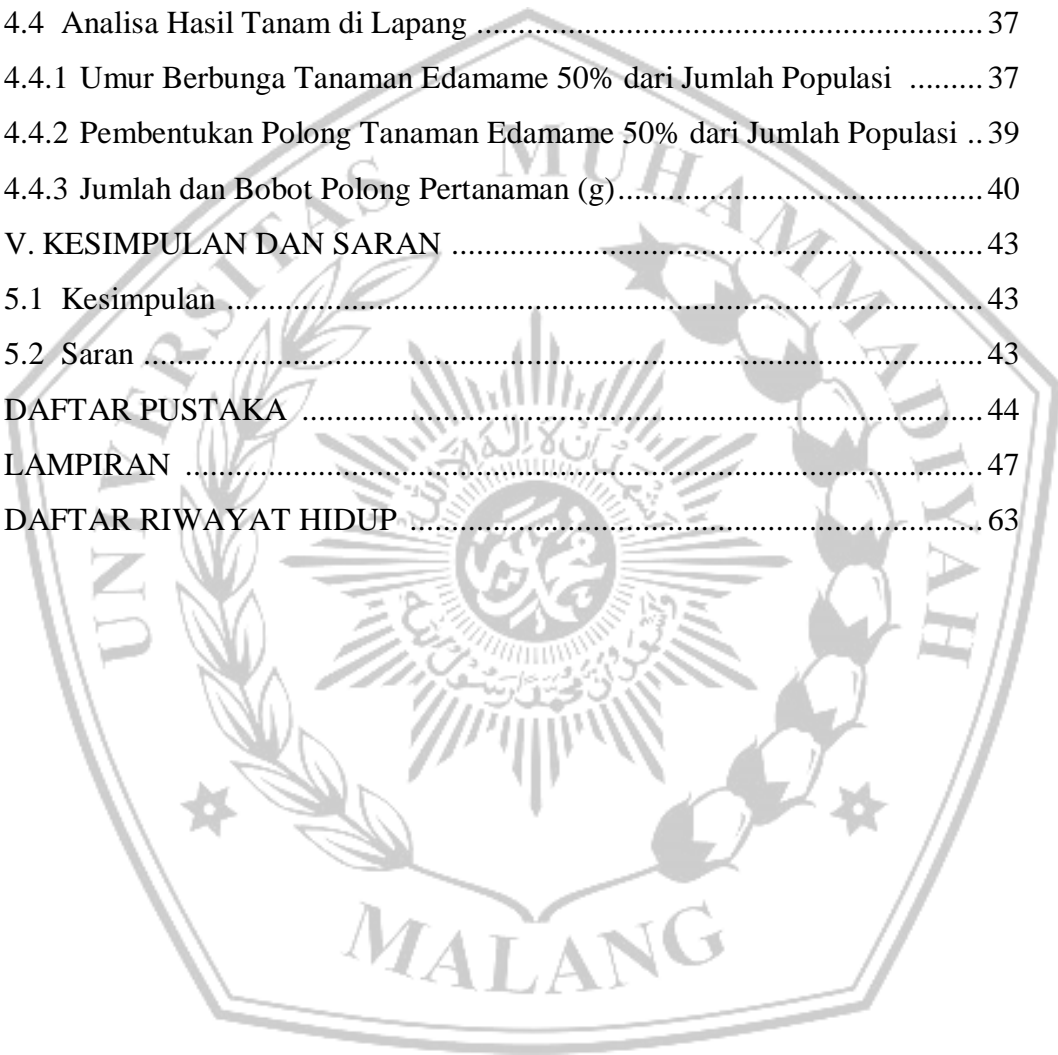 4.4 Analisa Hasil Tanam di Lapang ................................................................ 37
4.4.1 Umur Berbunga Tanaman Edamame 50% dari Jumlah Populasi ......... 37
4.4.2 Pembentukan Polong Tanaman Edamame 50% dari Jumlah Populasi .. 39
4.4.3 Jumlah dan Bobot Polong Pertanaman (g).............................................. 40
V. KESIMPULAN DAN SARAN ................................................................... 43
5.1 Kesimpulan ............................................................................................... 43
5.2 Saran .......................................................................................................... 43
DAFTAR PUSTAKA ...................................................................................... 44
LAMPIRAN ..................................................................................................... 47
DAFTAR RIWAYAT HIDUP ........................................................................ 63
UNIVERSITAS MUHAMMADIYAH
MALANG